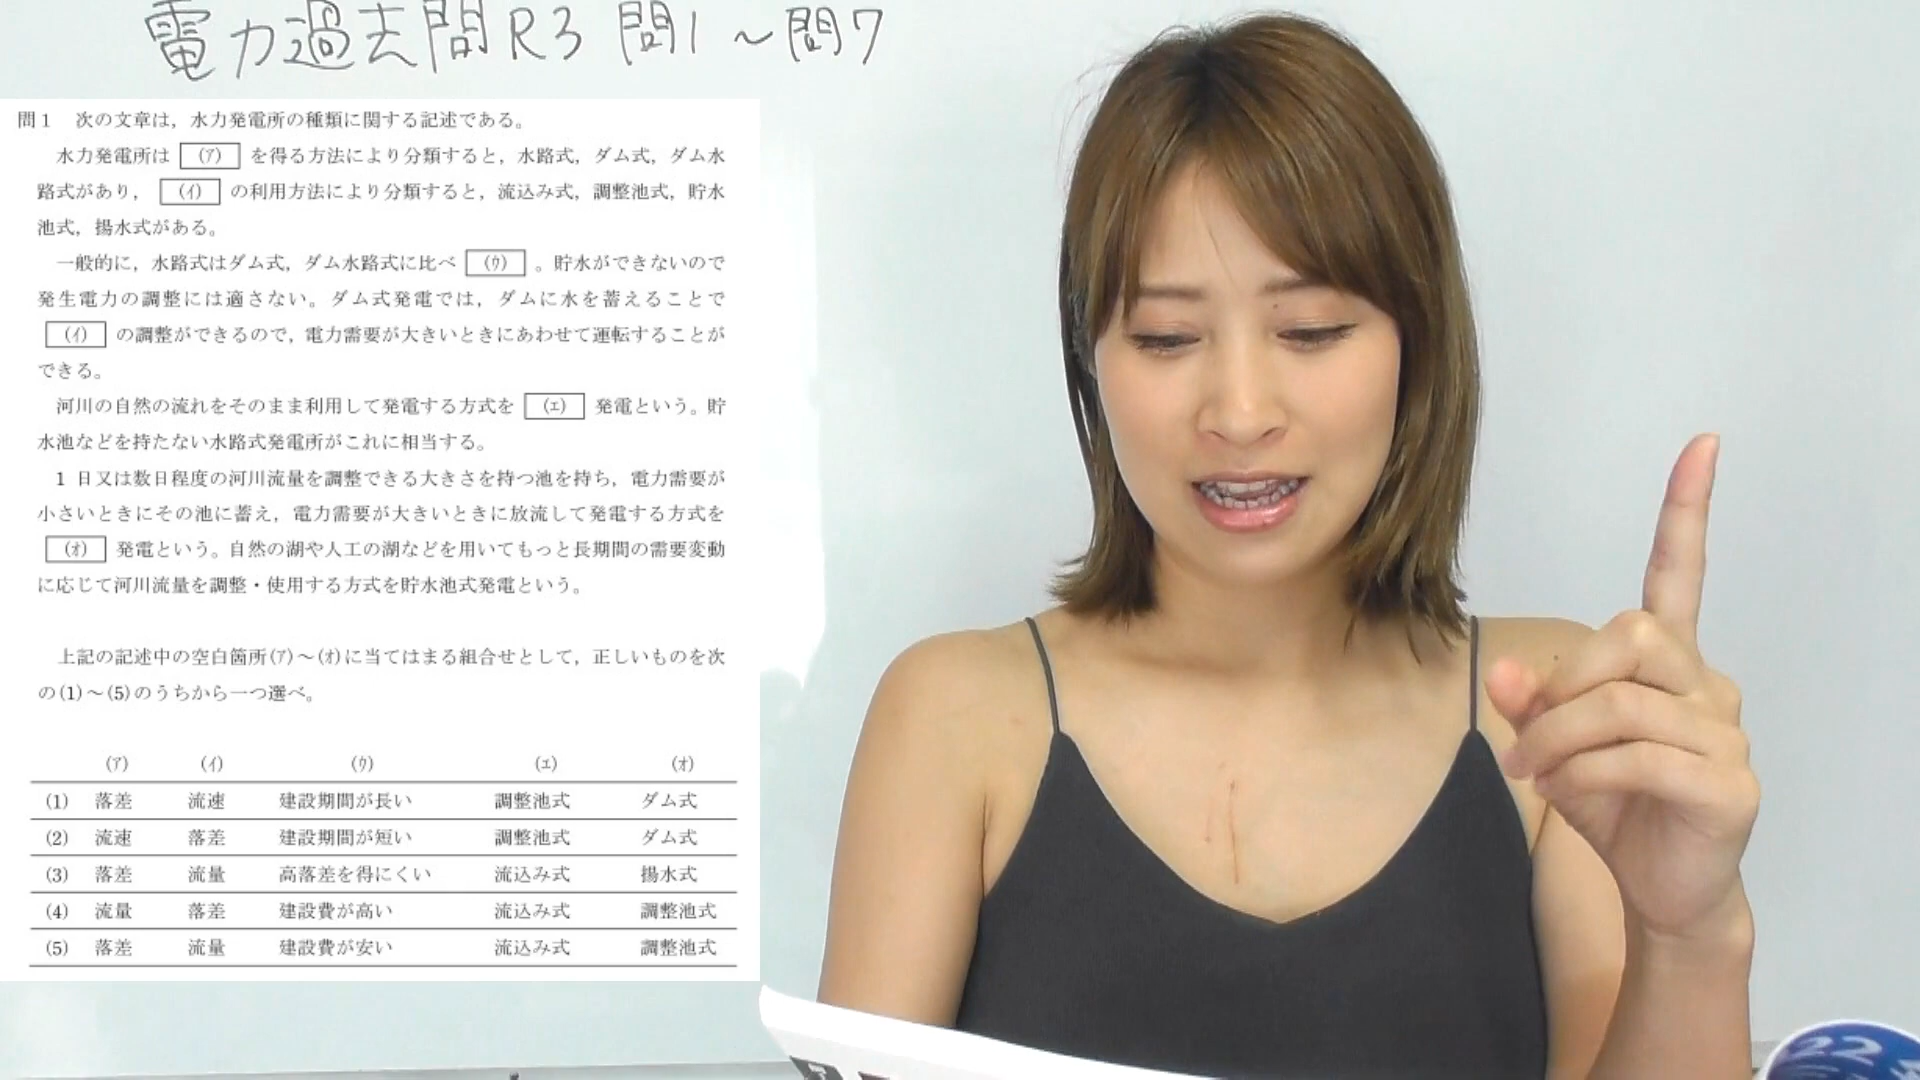 電力過去問R3 問1～問7
問1 次の文章は，水力発電所の種類に関する記述である。
水力発電所は (ア) を得る方法により分類すると，水路式，ダム式，ダム水
路式があり， (イ) の利用方法により分類すると，流込み式，調整池式，貯水
池式，揚水式がある。
一般的に，水路式はダム式，ダム水路式に比べ (ウ) 。貯水ができないので
発生電力の調整には適さない。ダム式発電では，ダムに水を蓄えることで
(イ) の調整ができるので，電力需要が大きいときにあわせて運転することが
できる。
河川の自然の流れをそのまま利用して発電する方式を (エ) 発電という。貯
水池などを持たない水路式発電所がこれに相当する。
1 日又は数日程度の河川流量を調整できる大きさを持つ池を持ち，電力需要が
小さいときにその池に蓄え，電力需要が大きいときに放流して発電する方式を
(オ) 発電という。自然の湖や人工の湖などを用いてもっと長期間の需要変動
に応じて河川流量を調整・使用する方式を貯水池式発電という。
上記の記述中の空白箇所(ア)～(オ)に当てはまる組合せとして，正しいものを次
の(1)～(5)のうちから一つ選べ。
(ア) (イ) (ウ) (エ) (オ)
(1) 落差 流速 建設期間が長い 調整池式 ダム式
(2) 流速 落差 建設期間が短い 調整池式 ダム式
(3) 落差 流量 高落差を得にくい 流込み式 揚水式
(4) 流量 落差 建設費が高い 流込み式 調整池式
(5) 落差 流量 建設費が安い 流込み式 調整池式
22